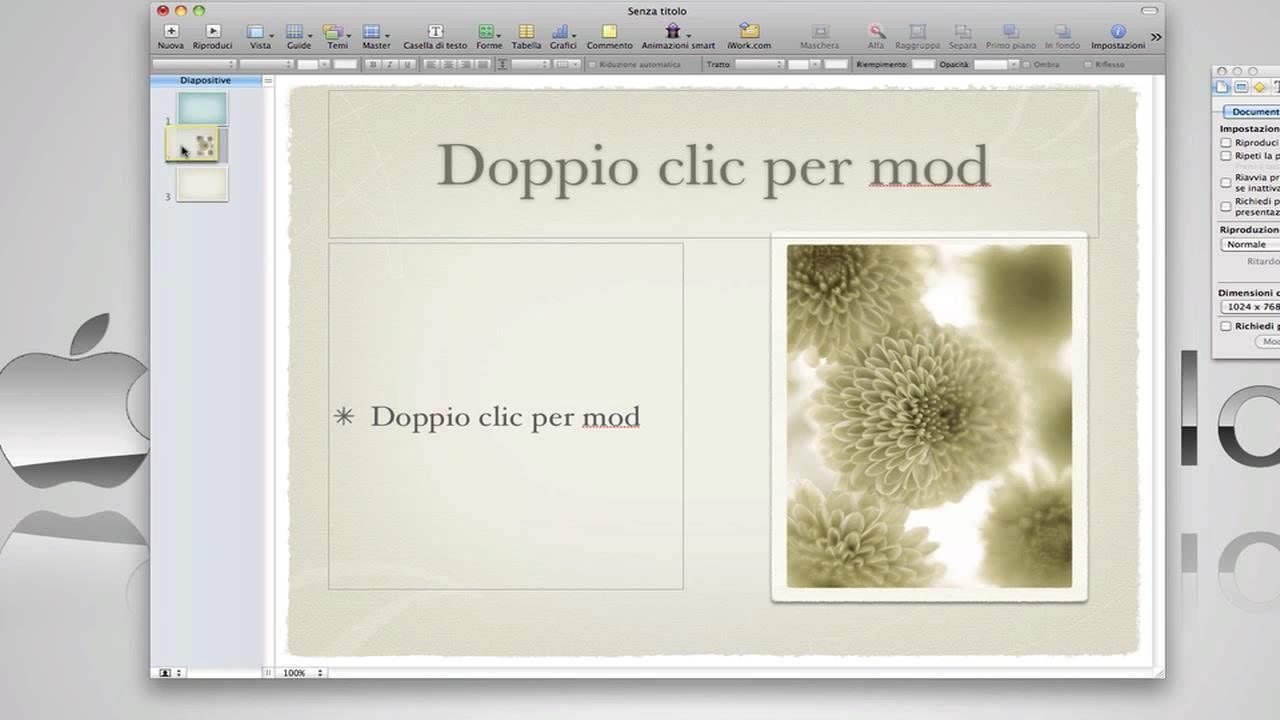 Senza titolo
Nuova Riproduci Vista Guide Temi Master Casella di testo Forme Tabella Grafici Commento Animazioni smart iWork.com Maschera Alfa Raggruppa Separa Primo piano In fondo Impostazioni
B I U Riduzione automatica Tratto: Riempimento: Opacità: Ombra Riflesso
Diapositive
1
3
Doppio clic per mod
Doppio clic per mod
100%
Document
Impostazion
Riproduci
Ripeti la p
Riavvia pr
se inattiva
Richiedi p
presentaz
Riproduzione
Normale
Ritardo
Dimensioni d
1024 x 768
Richiedi p
Mod